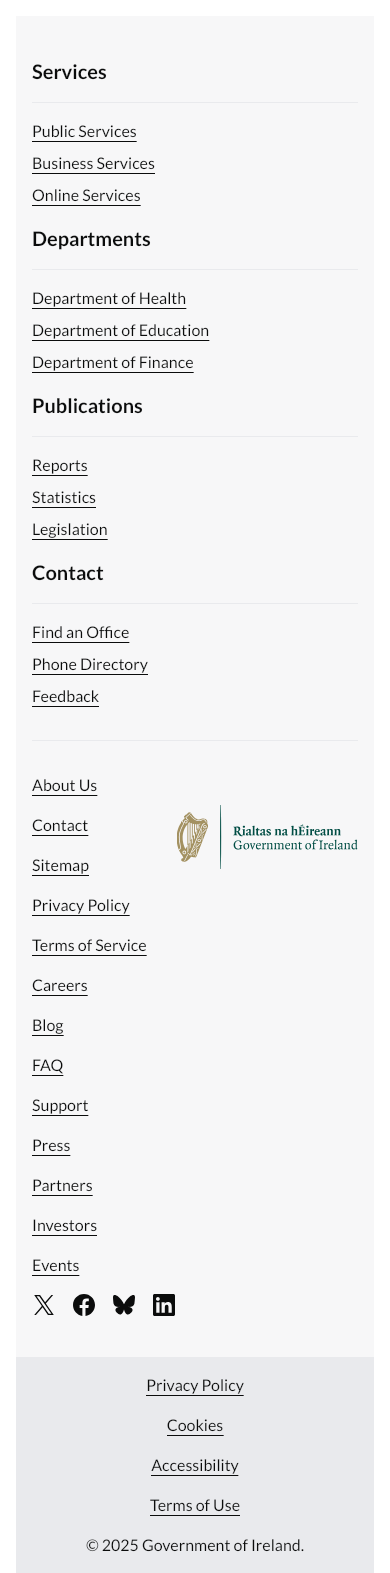 Services
Public Services
Business Services
Online Services
Departments
Department of Health
Department of Education
Department of Finance
Publications
Reports
Statistics
Legislation
Contact
Find an Office
Phone Directory
Feedback
About Us
Contact
Sitemap
Privacy Policy
Terms of Service
Careers
Blog
FAQ
Support
Press
Partners
Investors
Events
Rialtas na hÉireann
Government of Ireland
Privacy Policy
Cookies
Accessibility
Terms of Use
© 2025 Government of Ireland.